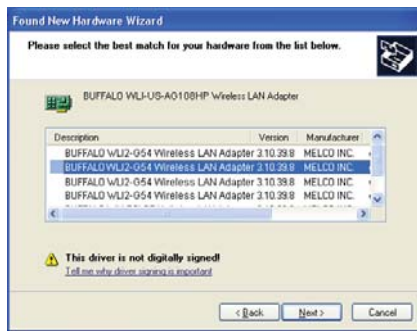 Found New Hardware Wizard
Please select the best match for your hardware from the list below.
BUFFALO WLI-U5-AG108HP Wireless LAN Adapter
Description Version Manufacturer
BUFFALO WLI2-G54 Wireless LAN Adapter 3.10.39.8 MELCO INC.
BUFFALO WLI2-G54 Wireless LAN Adapter 3.10.39.8 MELCO INC.
BUFFALO WLI2-G54 Wireless LAN Adapter 3.10.39.8 MELCO INC.
BUFFALO WLI2-G54 Wireless LAN Adapter 3.10.39.8 MELCO INC.
This driver is not digitally signed!
Tell me why driver signing is important
< Back Next > Cancel